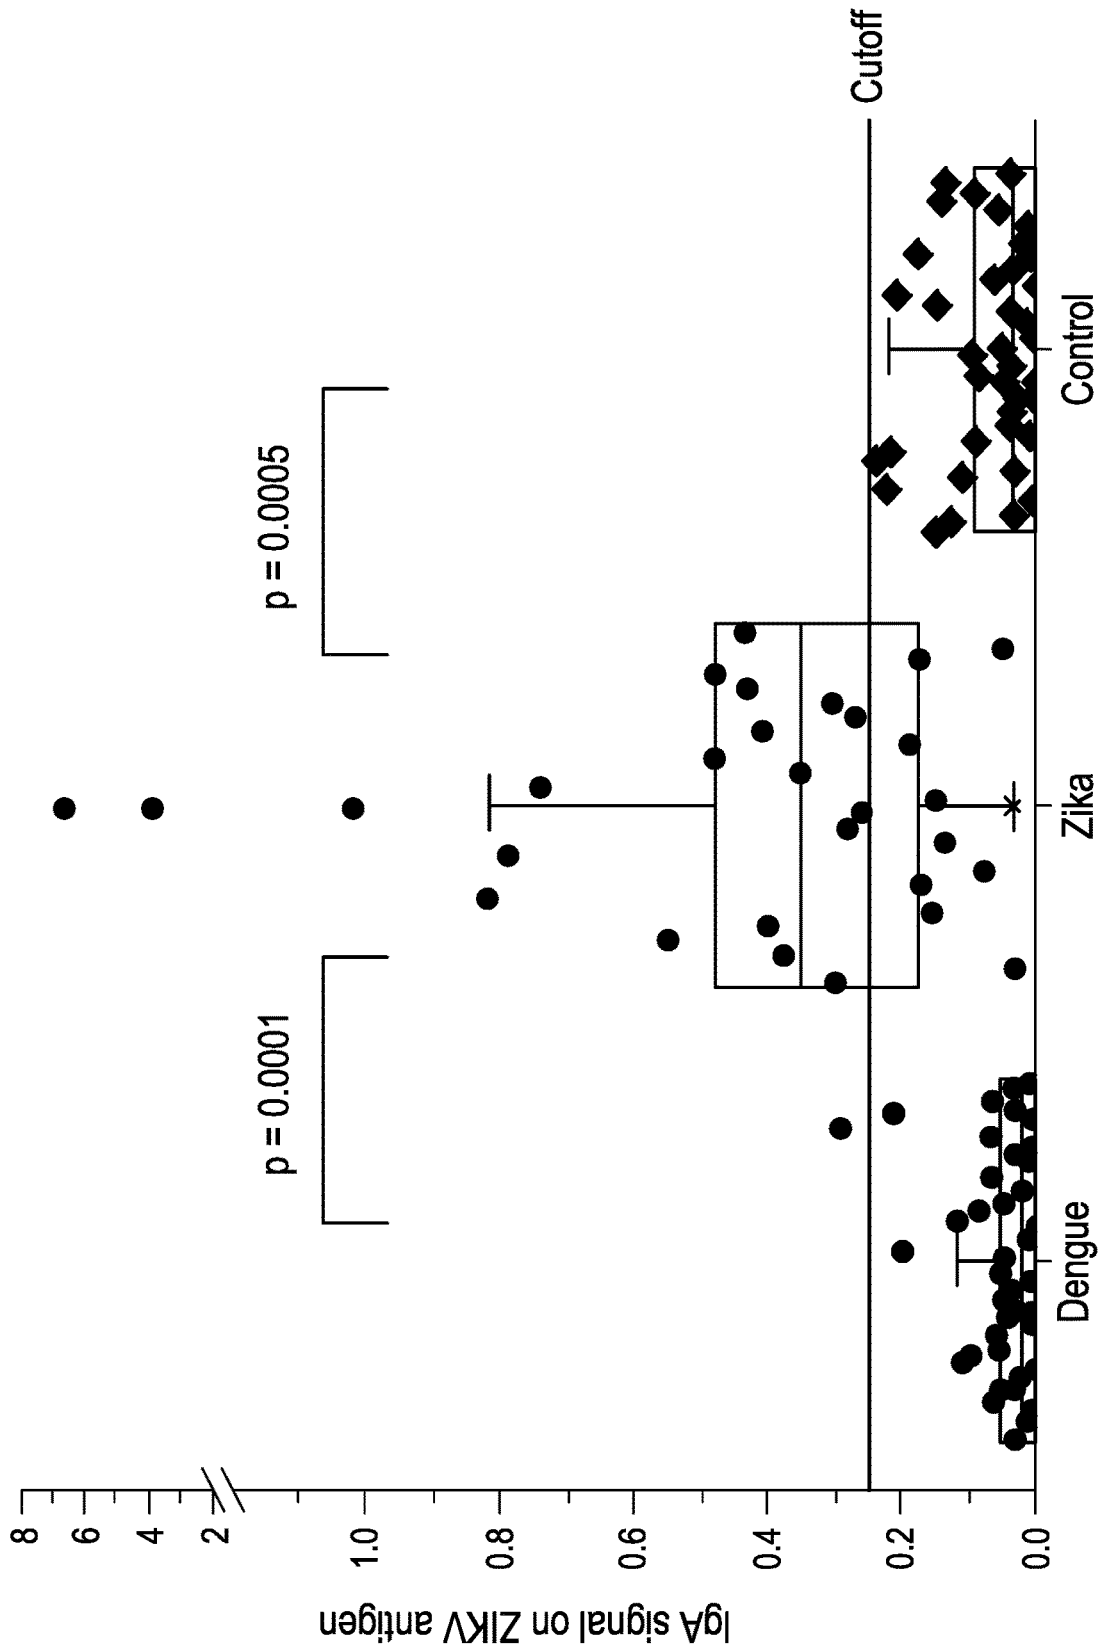 IgA signal on ZIKV antigen
8
6
4
2
1.0
0.8
0.6
0.4
0.2
0.0
p = 0.0001
p = 0.0005
Cutoff
Dengue
Zika
Control